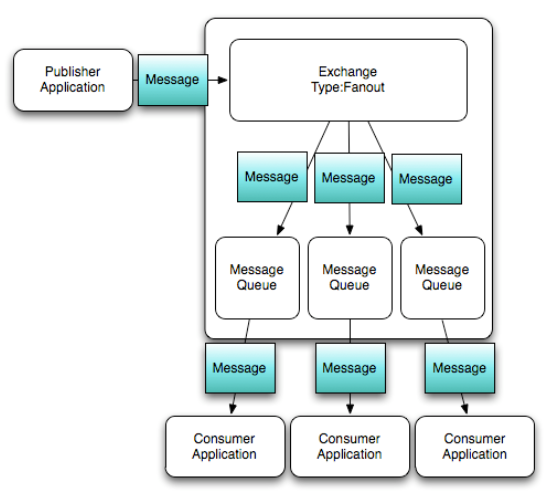 Publisher
Application
Message
Exchange
Type:Fanout
Message
Message
Message
Message
Queue
Message
Queue
Message
Queue
Message
Message
Message
Consumer
Application
Consumer
Application
Consumer
Application